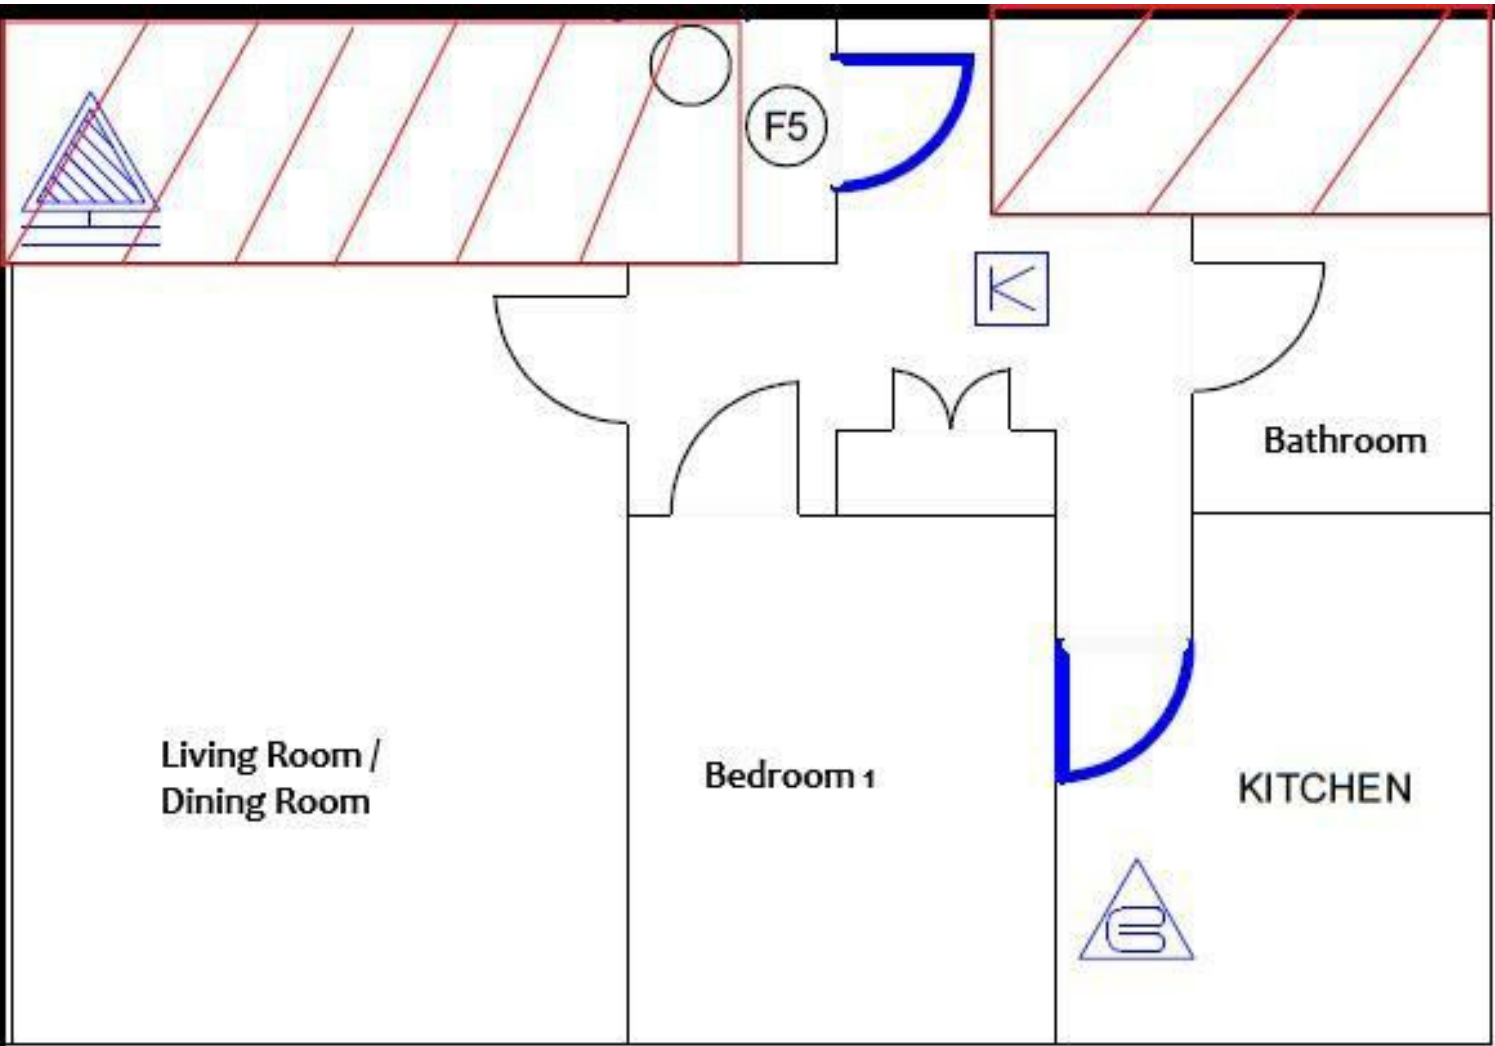 F5
K
Bathroom
Living Room /
Dining Room
Bedroom 1
KITCHEN